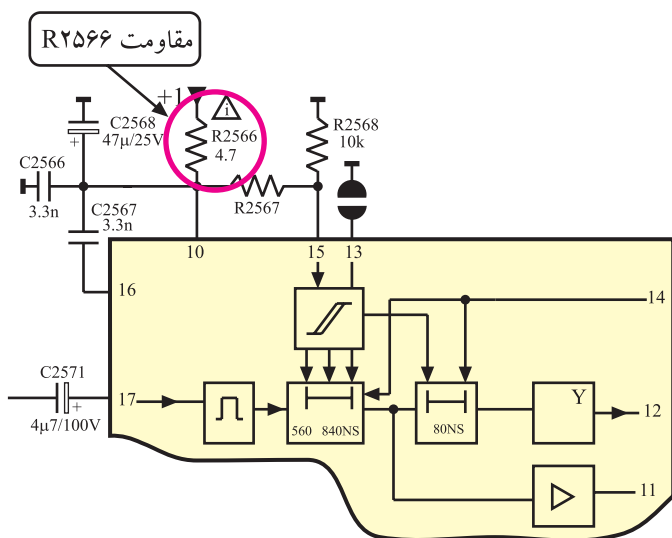 مقاومت R۲۵۶۶
+1
i
C2568
47µ/25V
+
R2566
4.7
R2568
10k
C2566
3.3n
C2567
3.3n
R2567
10
15
13
16
14
C2571
+
4µ7/100V
17
560 840NS
80NS
Y
12
11